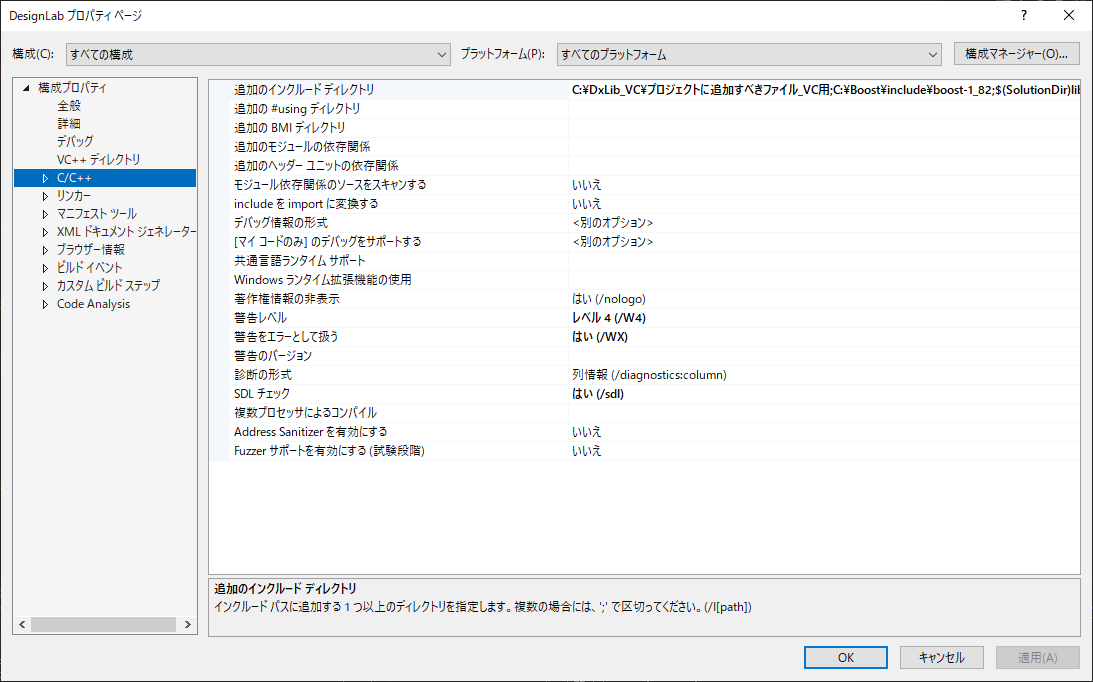 DesignLab プロパティ ページ
?
構成(C): すべての構成 プラットフォーム(P): すべてのプラットフォーム 構成マネージャー(O)...
構成プロパティ
全般
詳細
デバッグ
VC++ ディレクトリ
C/C++
リンカー
マニフェスト ツール
XML ドキュメント ジェネレーター
ブラウザー情報
ビルド イベント
カスタム ビルド ステップ
Code Analysis
追加のインクルード ディレクトリ C:¥DxLib_VC¥プロジェクトに追加すべきファイル_VC用;C:¥Boost¥include¥boost-1_82;$(SolutionDir)lib
追加の #using ディレクトリ
追加の BMI ディレクトリ
追加のモジュールの依存関係
追加のヘッダー ユニットの依存関係
モジュール依存関係のソースをスキャンする いいえ
include を import に変換する いいえ
デバッグ情報の形式 <別のオプション>
[マイ コードのみ] のデバッグをサポートする <別のオプション>
共通言語ランタイム サポート
Windows ランタイム拡張機能の使用
著作権情報の非表示 はい (/nologo)
警告レベル レベル 4 (/W4)
警告をエラーとして扱う はい (/WX)
警告のバージョン
診断の形式 列情報 (/diagnostics:column)
SDL チェック はい (/sdl)
複数プロセッサによるコンパイル
Address Sanitizer を有効にする いいえ
Fuzzer サポートを有効にする (試験段階) いいえ
追加のインクルード ディレクトリ
インクルード パスに追加する 1 つ以上のディレクトリを指定します。複数の場合には、';' で区切ってください。(/I[path])
OK キャンセル 適用(A)